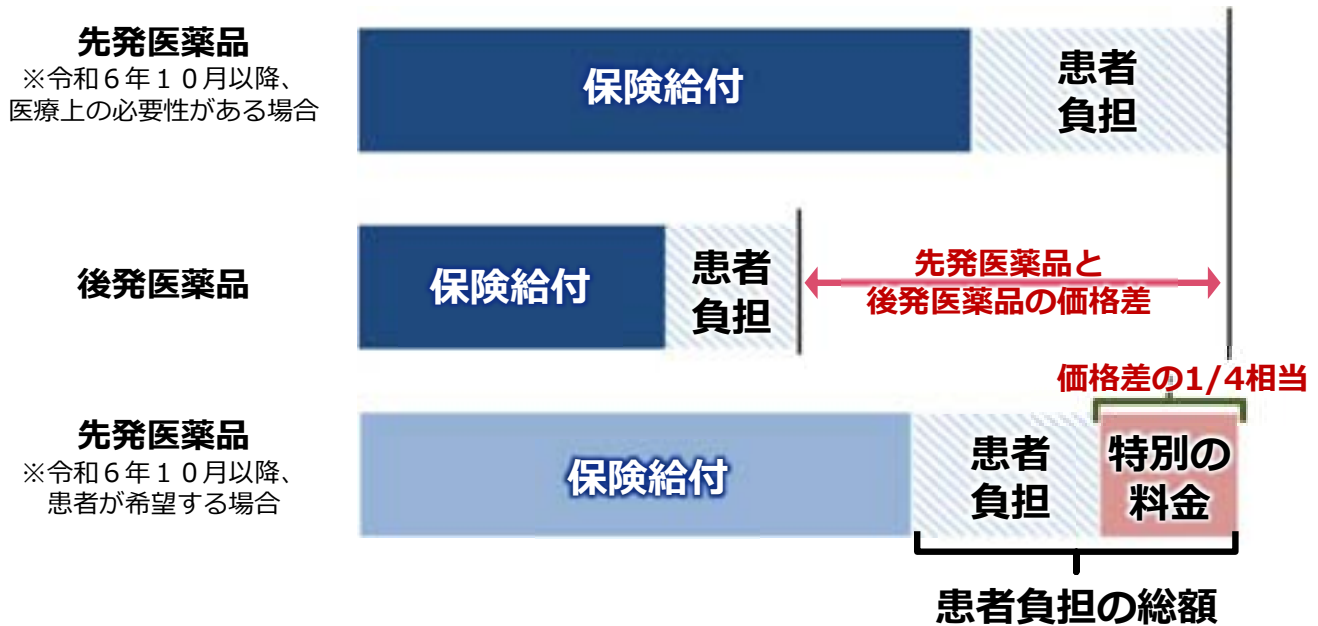 先発医薬品
※令和６年１０月以降、
医療上の必要性がある場合
保険給付
患者
負担
後発医薬品
保険給付
患者
負担
先発医薬品と
後発医薬品の価格差
価格差の1/4相当
先発医薬品
※令和６年１０月以降、
患者が希望する場合
保険給付
患者
負担
特別の
料金
患者負担の総額